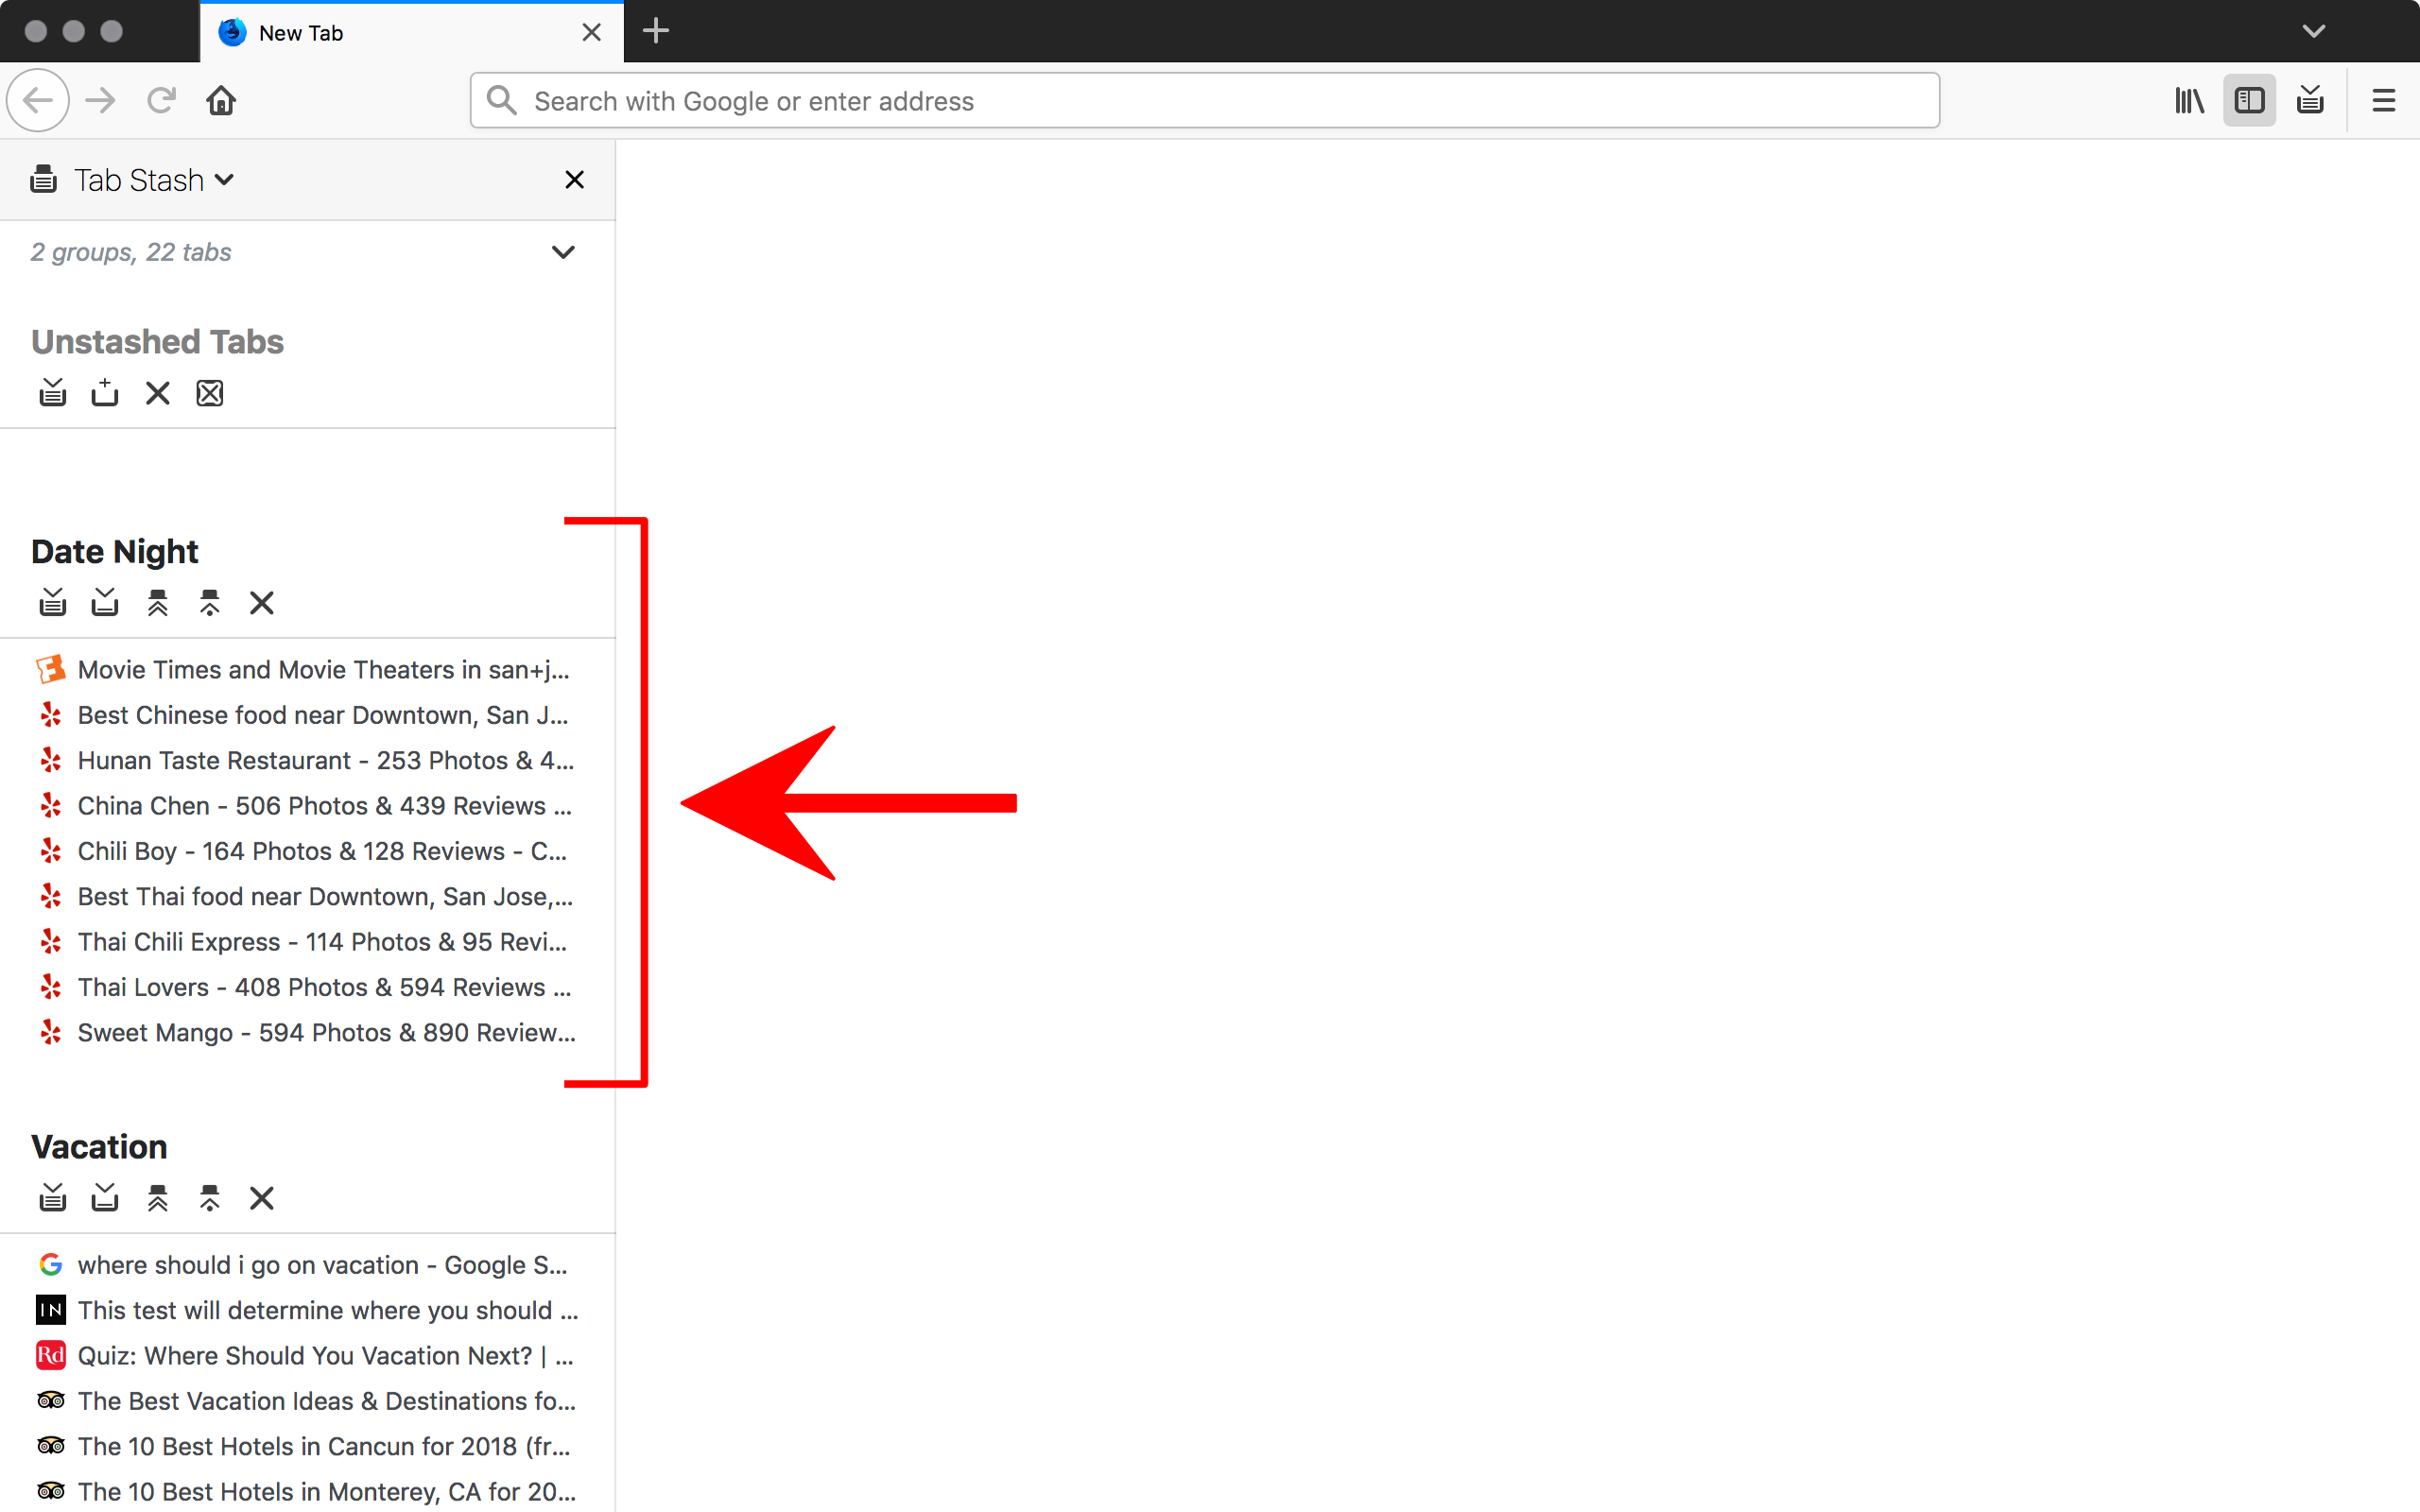 New Tab
Search with Google or enter address
Tab Stash
2 groups, 22 tabs
Unstashed Tabs
Date Night
Movie Times and Movie Theaters in san+j...
Best Chinese food near Downtown, San J...
Hunan Taste Restaurant - 253 Photos & 4...
China Chen - 506 Photos & 439 Reviews ...
Chili Boy - 164 Photos & 128 Reviews - C...
Best Thai food near Downtown, San Jose,...
Thai Chili Express - 114 Photos & 95 Revi...
Thai Lovers - 408 Photos & 594 Reviews ...
Sweet Mango - 594 Photos & 890 Review...
Vacation
where should i go on vacation - Google S...
IN This test will determine where you should ...
Rd Quiz: Where Should You Vacation Next? | ...
The Best Vacation Ideas & Destinations fo...
The 10 Best Hotels in Cancun for 2018 (fr...
The 10 Best Hotels in Monterey, CA for 20...